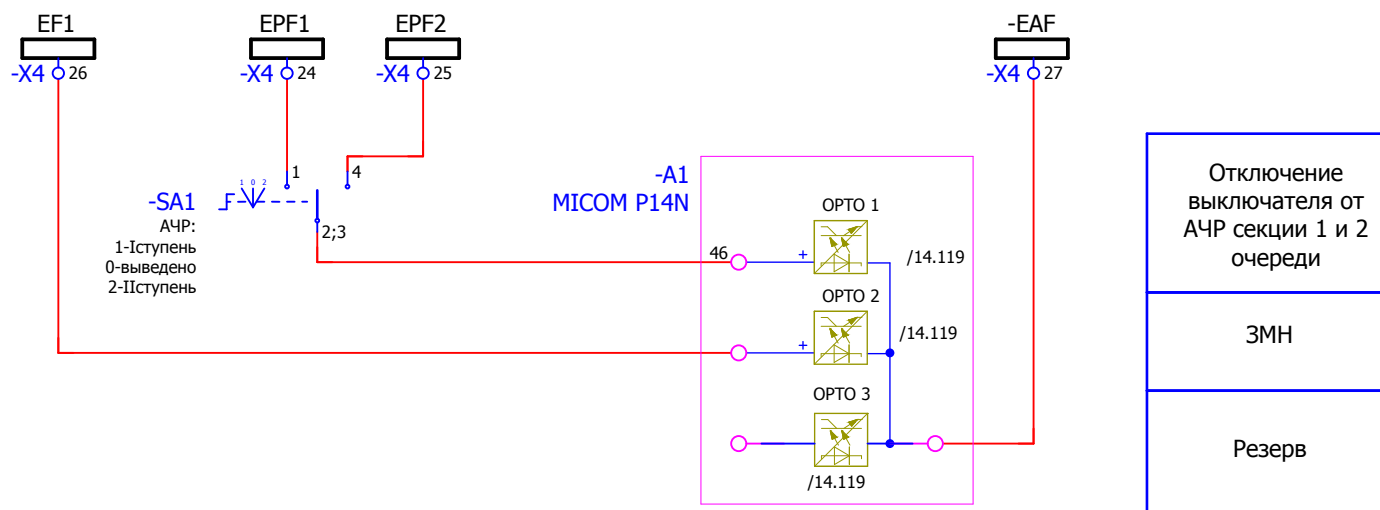 EF1
EPF1
EPF2
-EAF
-X4 26
-X4 24
-X4 25
-X4 27
1
4
1 0 2
-SA1
2;3
АЧР:
1-Iступень
0-выведено
2-IIступень
-A1
MICOM P14N
OPTO 1
46
+
/14.119
OPTO 2
+
/14.119
OPTO 3
/14.119
Отключение
выключателя от
АЧР секции 1 и 2
очереди
ЗМН
Резерв